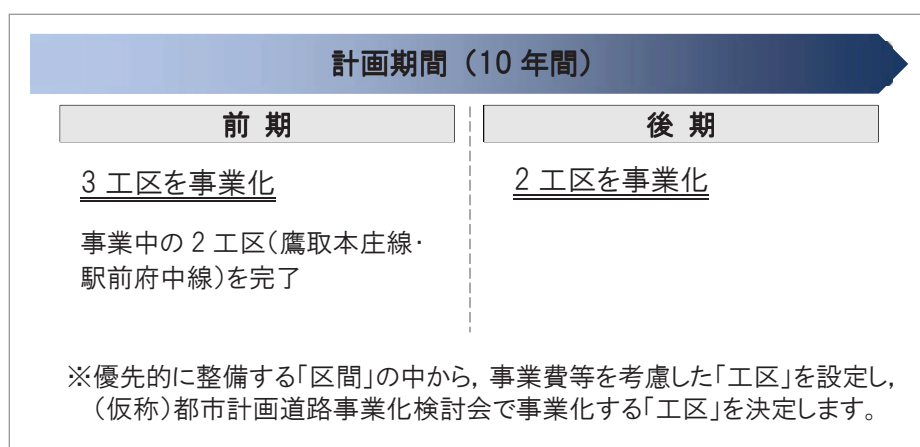 計画期間（10 年間）
前 期
後 期
3 工区を事業化
2 工区を事業化
事業中の 2 工区（鷹取本庄線・
駅前府中線）を完了
※優先的に整備する「区間」の中から，事業費等を考慮した「工区」を設定し，
（仮称）都市計画道路事業化検討会で事業化する「工区」を決定します。